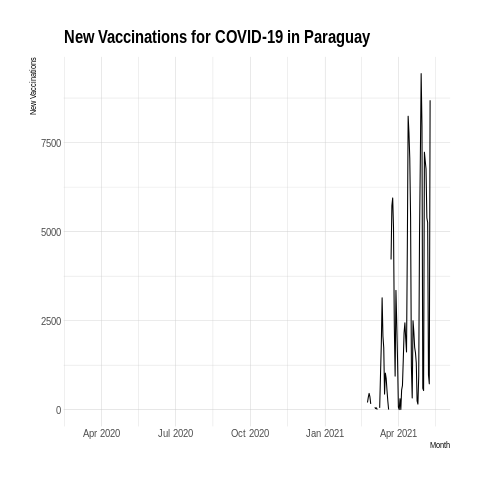 New Vaccinations for COVID-19 in Paraguay
New Vaccinations
7500
5000
2500
0
Apr 2020 Jul 2020 Oct 2020 Jan 2021 Apr 2021
Month